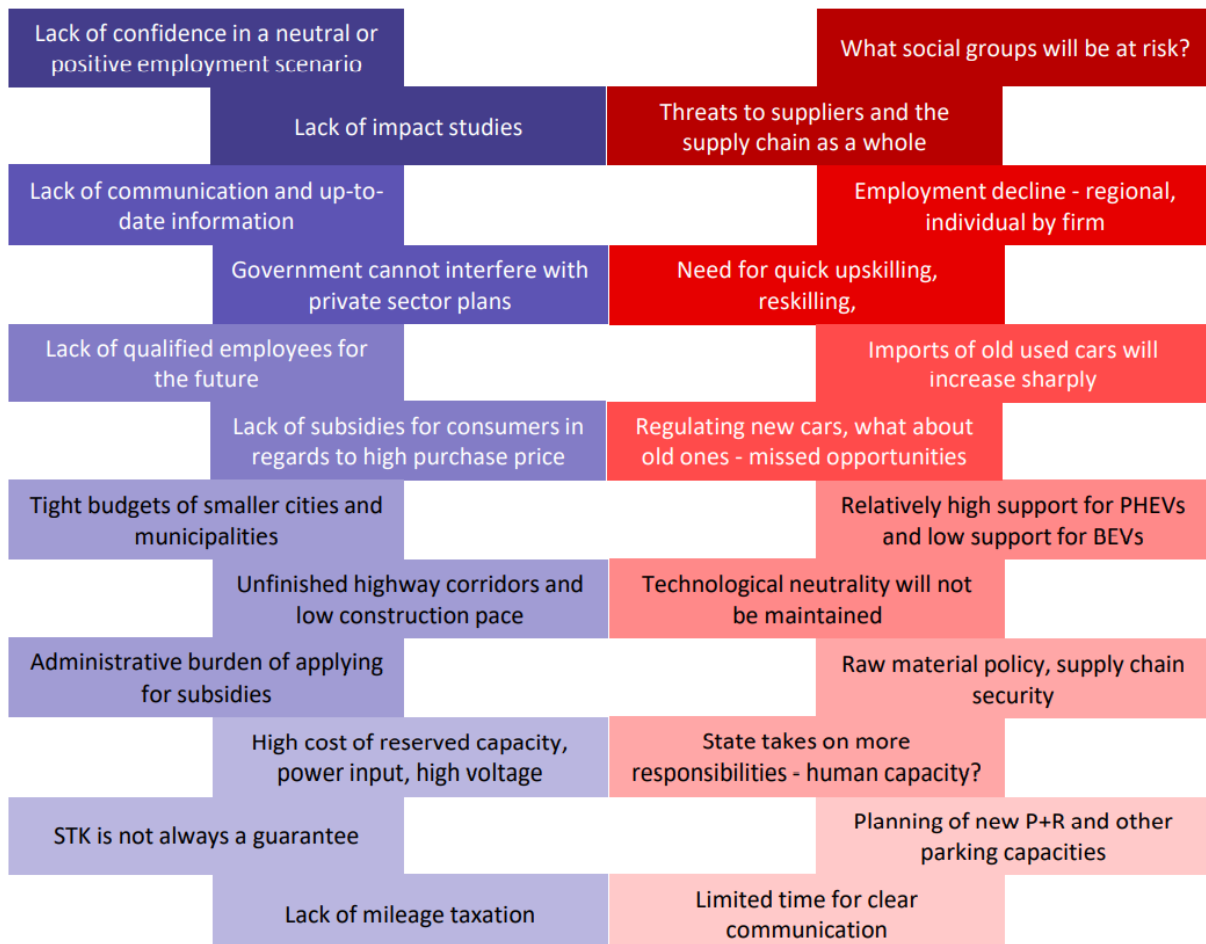 Lack of confidence in a neutral or
positive employment scenario
What social groups will be at risk?
Lack of impact studies
Threats to suppliers and the
supply chain as a whole
Lack of communication and up-to-
date information
Employment decline - regional,
individual by firm
Government cannot interfere with
private sector plans
Need for quick upskilling,
reskilling,
Lack of qualified employees for
the future
Imports of old used cars will
increase sharply
Lack of subsidies for consumers in
regards to high purchase price
Regulating new cars, what about
old ones - missed opportunities
Tight budgets of smaller cities and
municipalities
Relatively high support for PHEVs
and low support for BEVs
Unfinished highway corridors and
low construction pace
Technological neutrality will not
be maintained
Administrative burden of applying
for subsidies
Raw material policy, supply chain
security
High cost of reserved capacity,
power input, high voltage
State takes on more
responsibilities - human capacity?
STK is not always a guarantee
Planning of new P+R and other
parking capacities
Lack of mileage taxation
Limited time for clear
communication